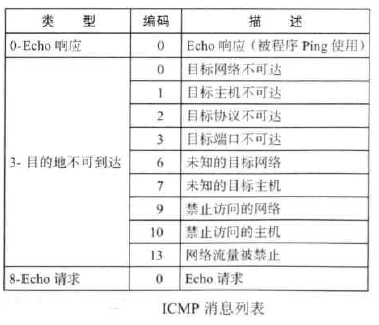 类 型 编码 描 述
0-Echo 响应 0 Echo 响应（被程序 Ping 使用）
0 目标网络不可达
1 目标主机不可达
2 目标协议不可达
3 目标端口不可达
3- 目的地不可到达 6 未知的目标网络
7 未知的目标主机
9 禁止访问的网络
10 禁止访问的主机
13 网络流量被禁止
8-Echo 请求 0 Echo 请求
ICMP 消息列表